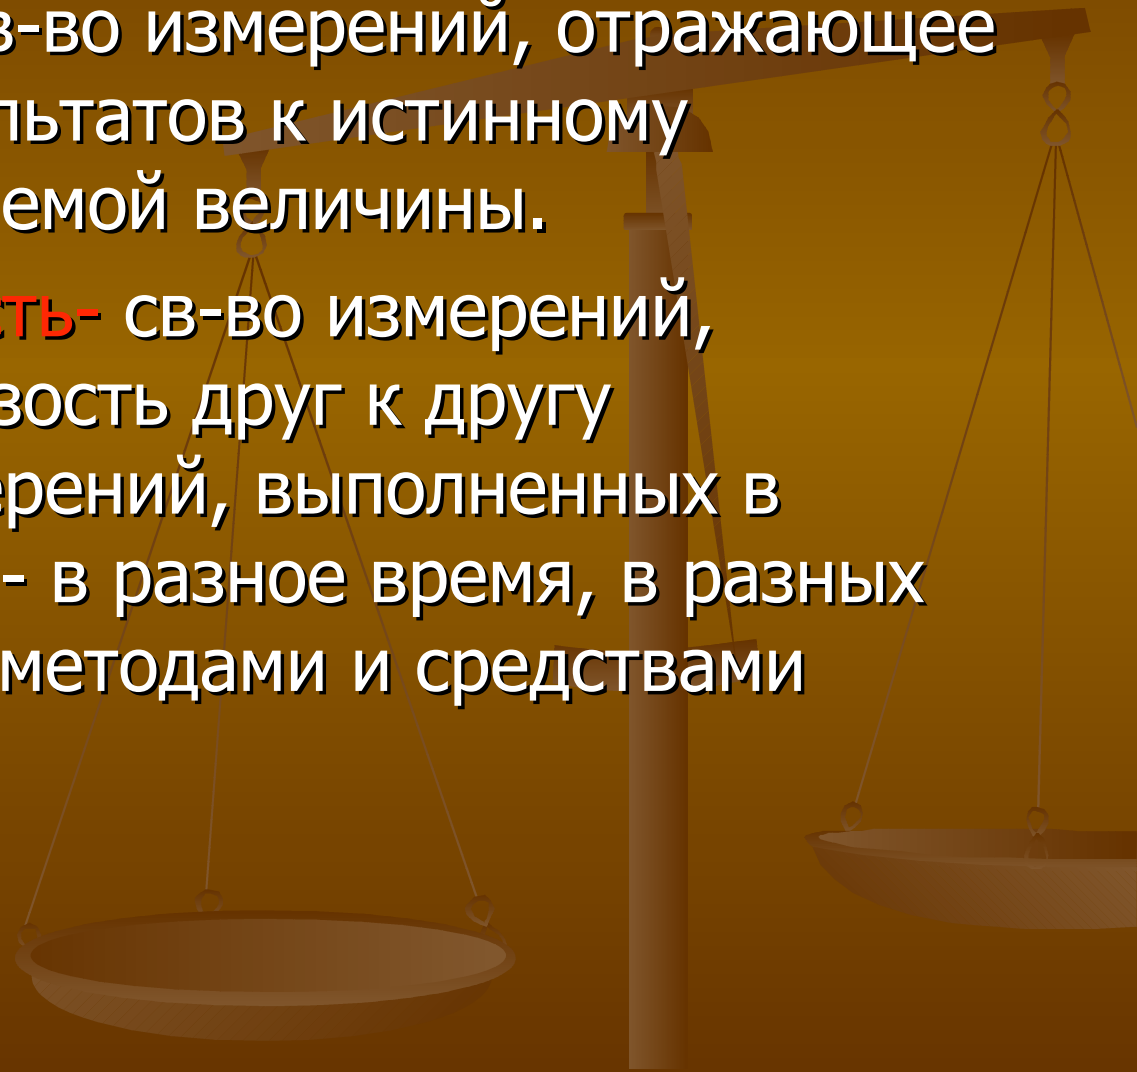 в-во измерений, отражающее
льтатов к истинному
емой величины.
сть- св-во измерений,
зость друг к другу
ерений, выполненных в
- в разное время, в разных
методами и средствами